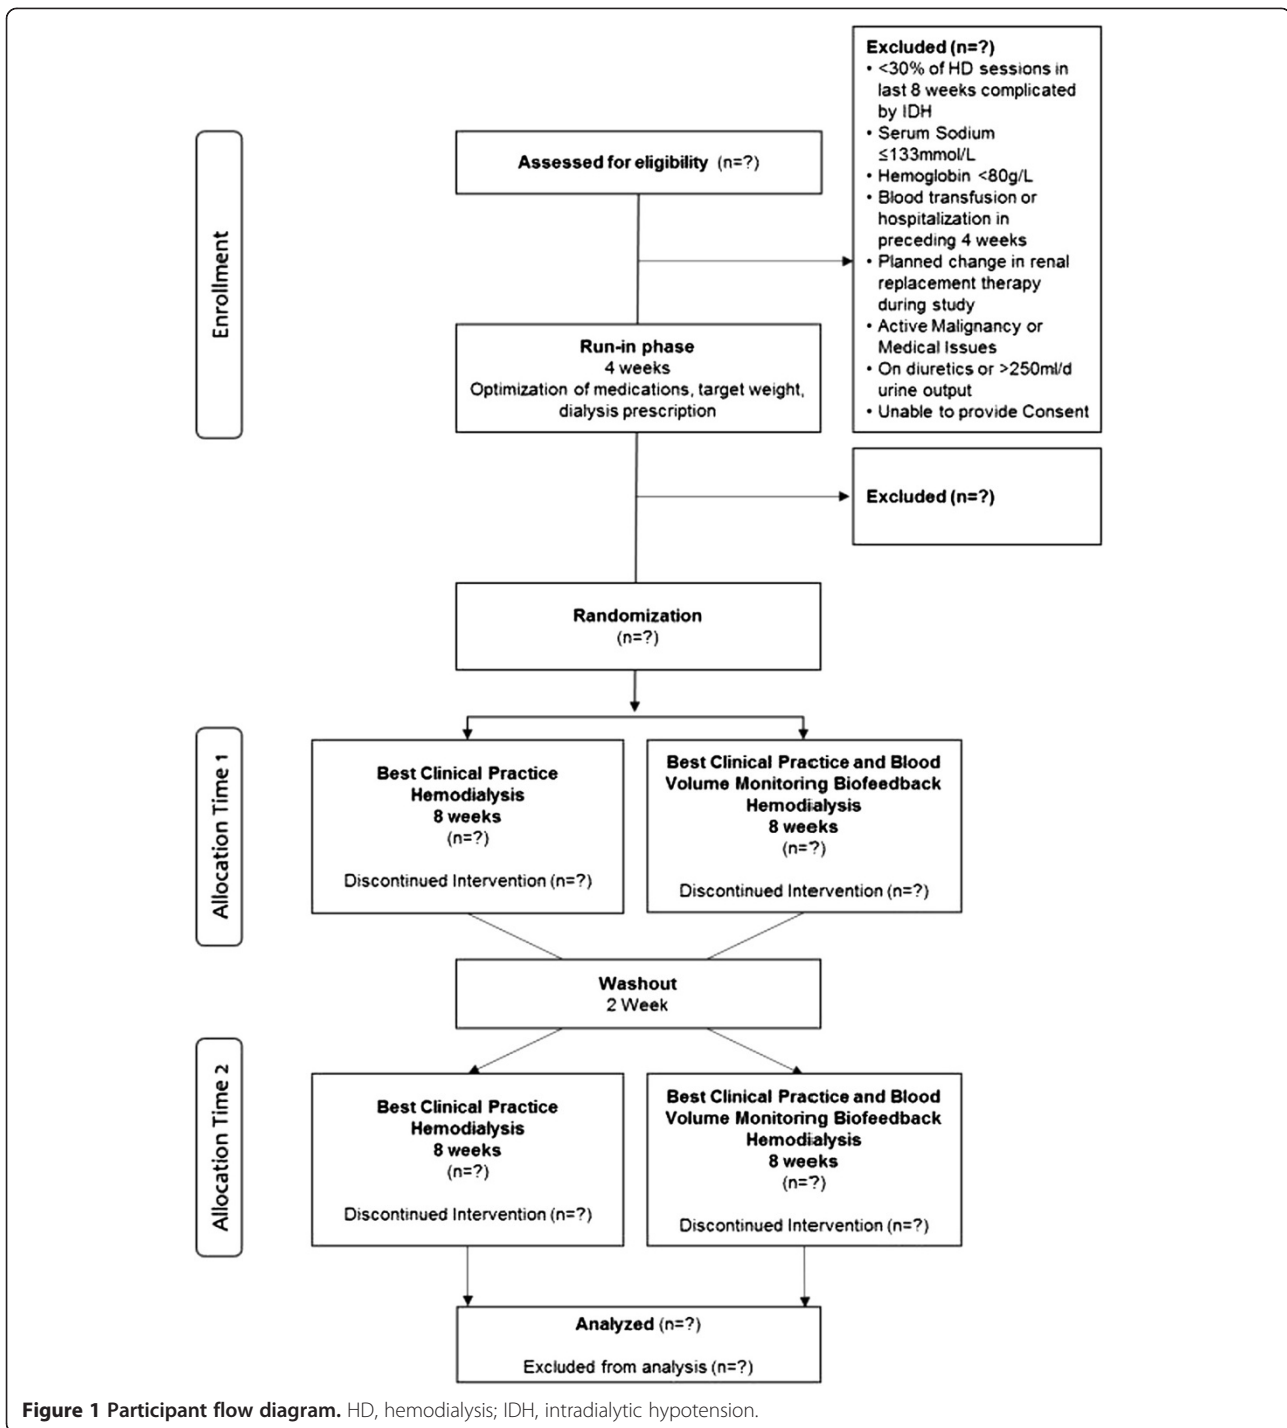 Excluded (n=?)
• <30% of HD sessions in
last 8 weeks complicated
by IDH
• Serum Sodium
≤133mmol/L
• Hemoglobin <80g/L
• Blood transfusion or
hospitalization in
preceding 4 weeks
• Planned change in renal
replacement therapy
during study
• Active Malignancy or
Medical Issues
• On diuretics or >250ml/d
urine output
• Unable to provide Consent
Enrollment
Assessed for eligibility (n=?)
Run-in phase
4 weeks
Optimization of medications, target weight,
dialysis prescription
Excluded (n=?)
Randomization
(n=?)
Allocation Time 1
Best Clinical Practice
Hemodialysis
8 weeks
(n=?)
Discontinued Intervention (n=?)
Best Clinical Practice and Blood
Volume Monitoring Biofeedback
Hemodialysis
8 weeks
(n=?)
Discontinued Intervention (n=?)
Washout
2 Week
Allocation Time 2
Best Clinical Practice
Hemodialysis
8 weeks
(n=?)
Discontinued Intervention (n=?)
Best Clinical Practice and Blood
Volume Monitoring Biofeedback
Hemodialysis
8 weeks
(n=?)
Discontinued Intervention (n=?)
Analyzed (n=?)
Excluded from analysis (n=?)
Figure 1 Participant flow diagram. HD, hemodialysis; IDH, intradialytic hypotension.